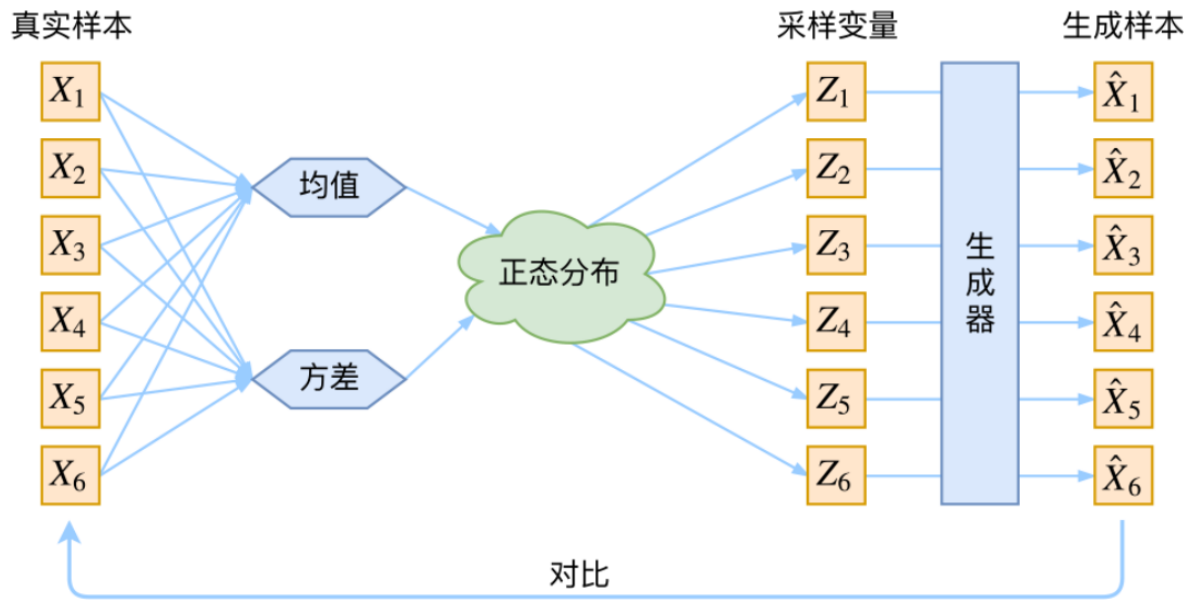 真实样本 采样变量 生成样本
X₁ Z₁ X̂₁
X₂ 均值 Z₂ X̂₂
X₃ 正态分布 Z₃ 生成器 X̂₃
X₄ Z₄ X̂₄
X₅ 方差 Z₅ X̂₅
X₆ Z₆ X̂₆
对比